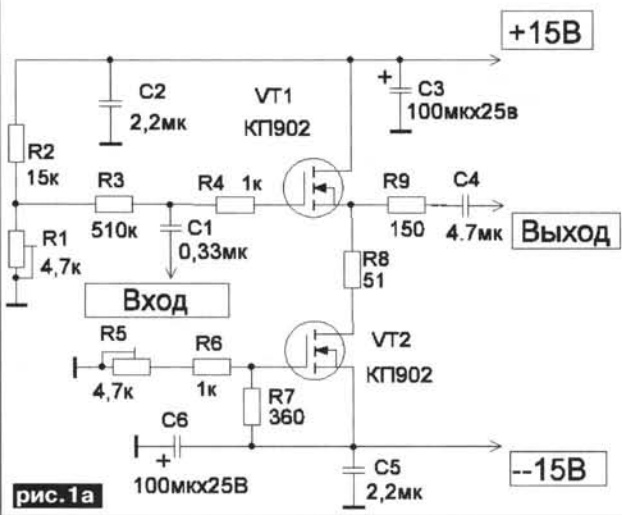 +15В
C2
2,2мк
VT1
КП902
C3
+
100мкх25в
R2
15к
R3
510к
R4 1к
R9
150
C4
4.7мк
C1
0,33мк
R1
4,7к
Выход
R8
51
Вход
R5
4,7к
R6
1к
VT2
КП902
R7
360
C6
+
100мкх25В
--15В
C5
2,2мк
рис.1а